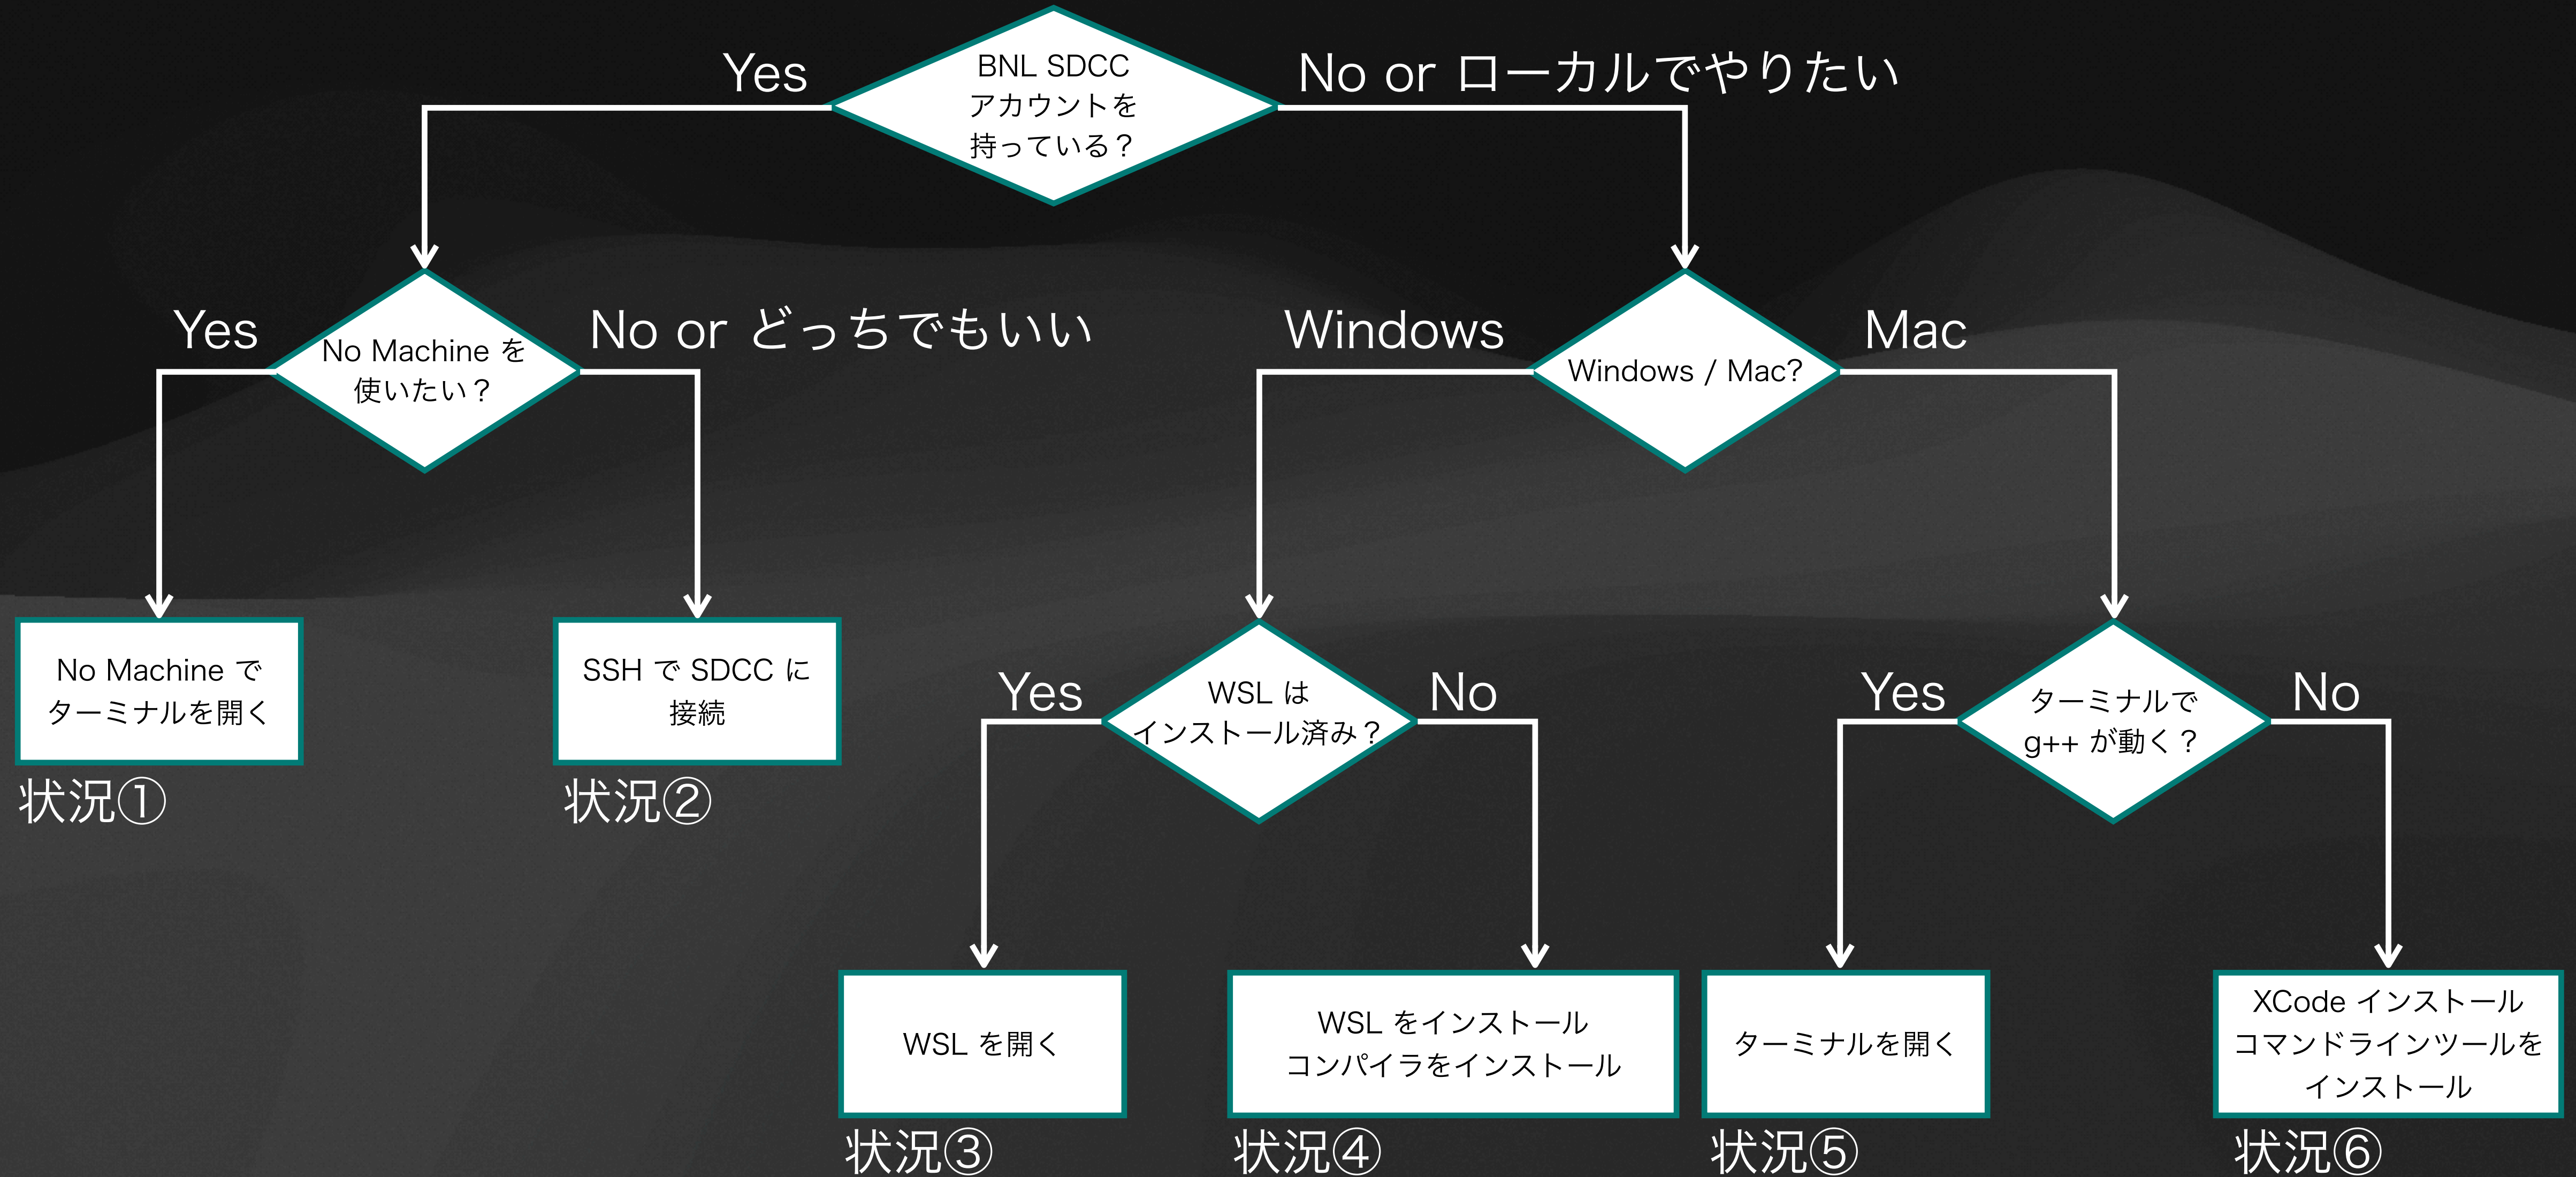 BNL SDCC
アカウントを
持っている？
Yes
No or ローカルでやりたい
No Machine を
使いたい？
Yes
No or どっちでもいい
Windows / Mac?
Windows
Mac
No Machine で
ターミナルを開く
状況①
SSH で SDCC に
接続
状況②
WSL は
インストール済み？
Yes
No
ターミナルで
g++ が動く？
Yes
No
WSL を開く
状況③
WSL をインストール
コンパイラをインストール
状況④
ターミナルを開く
状況⑤
XCode インストール
コマンドラインツールを
インストール
状況⑥